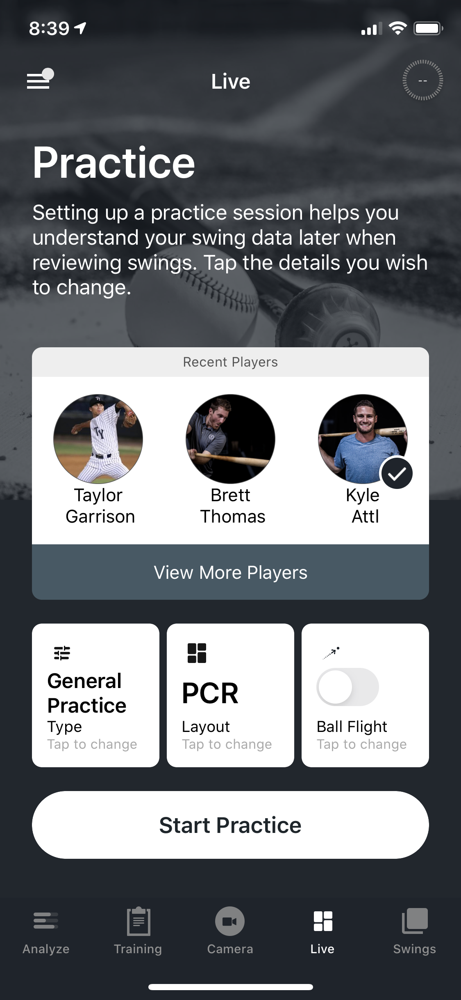 8:39
Live
--
Practice
Setting up a practice session helps you
understand your swing data later when
reviewing swings. Tap the details you wish
to change.
Recent Players
TY
TY
Taylor
Garrison
Brett
Thomas
Kyle
Attl
View More Players
General
Practice
Type
Tap to change
PCR
Layout
Tap to change
Ball Flight
Tap to change
Start Practice
Analyze
Training
Camera
Live
Swings